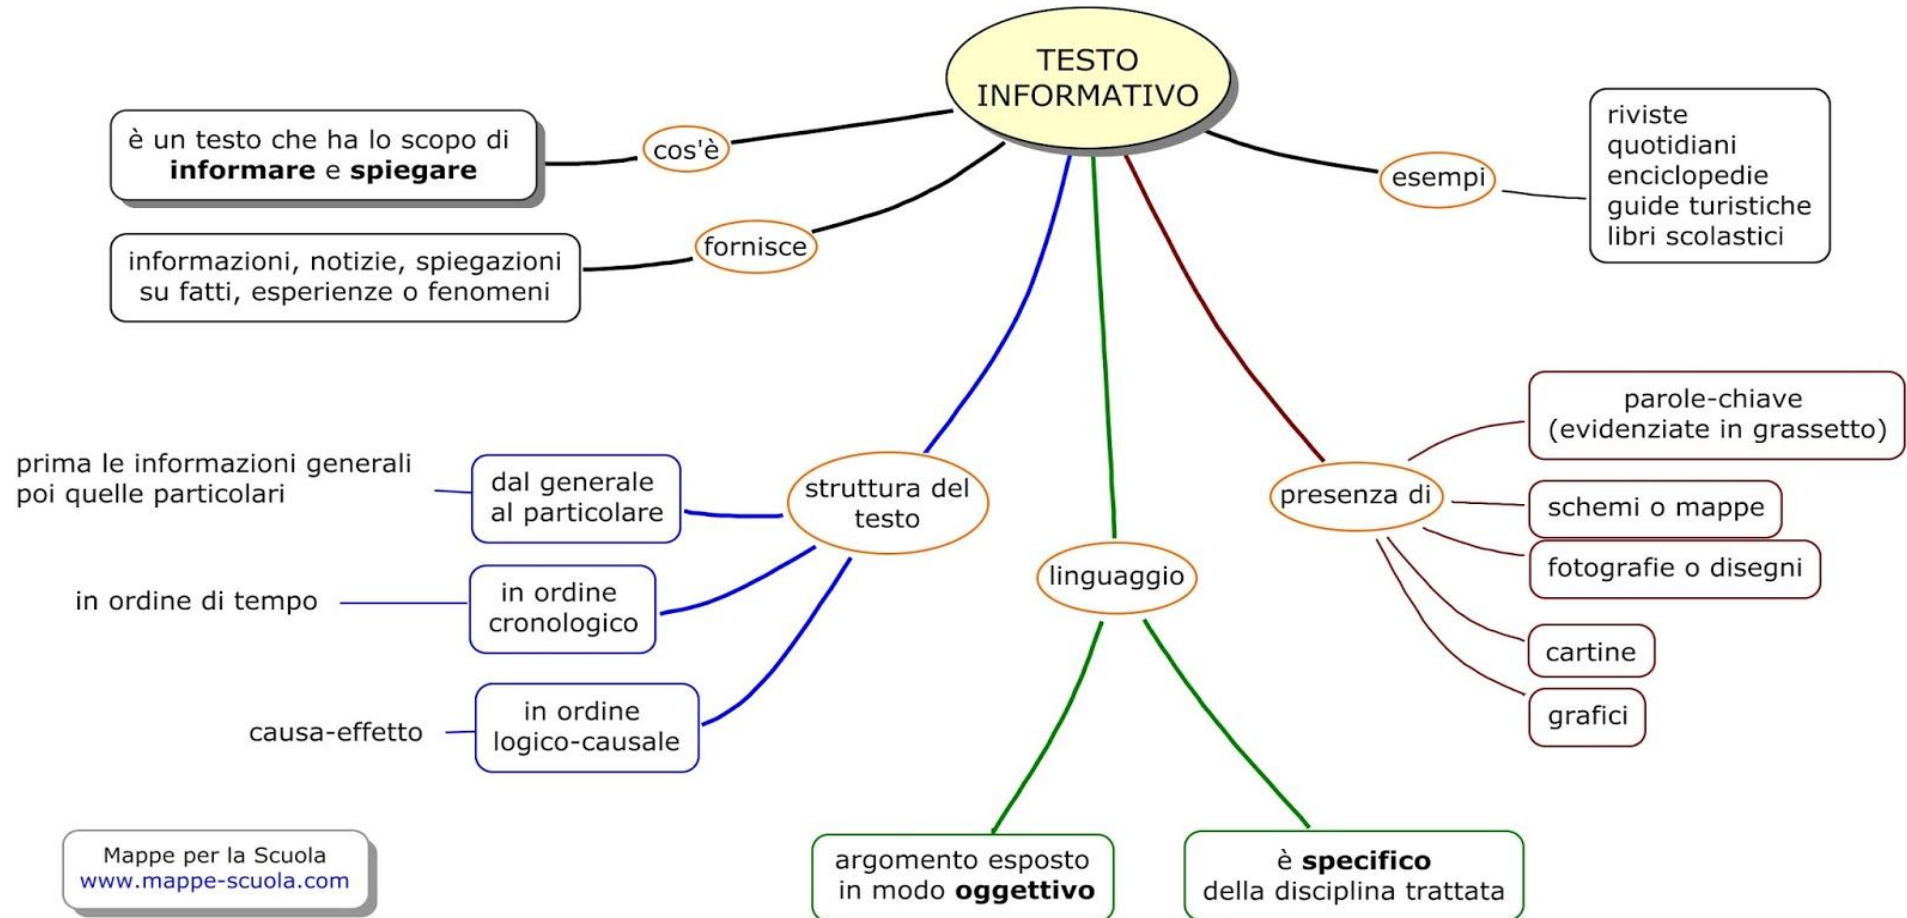 TESTO
INFORMATIVO
cos'è
è un testo che ha lo scopo di
informare e spiegare
fornisce
informazioni, notizie, spiegazioni
su fatti, esperienze o fenomeni
esempi
riviste
quotidiani
enciclopedie
guide turistiche
libri scolastici
struttura del
testo
dal generale
al particolare
prima le informazioni generali
poi quelle particolari
in ordine
cronologico
in ordine di tempo
in ordine
logico-causale
causa-effetto
linguaggio
argomento esposto
in modo oggettivo
è specifico
della disciplina trattata
presenza di
parole-chiave
(evidenziate in grassetto)
schemi o mappe
fotografie o disegni
cartine
grafici
Mappe per la Scuola
www.mappe-scuola.com